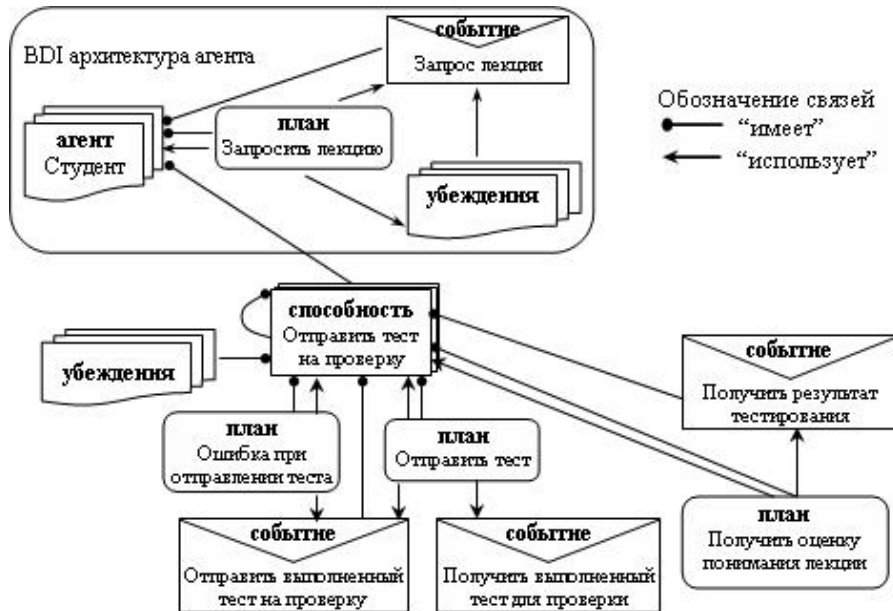 BDI архитектура агента
событие
Запрос лекции
агент
Студент
план
Запросить лекцию
убеждения
Обозначение связей
“имеет”
“использует”
способность
Отправить тест
на проверку
убеждения
событие
Получить результат
тестирования
план
Ошибка при
отправлении теста
план
Отправить тест
план
Получить оценку
понимания лекции
событие
Отправить выполненный
тест на проверку
событие
Получить выполненный
тест для проверки